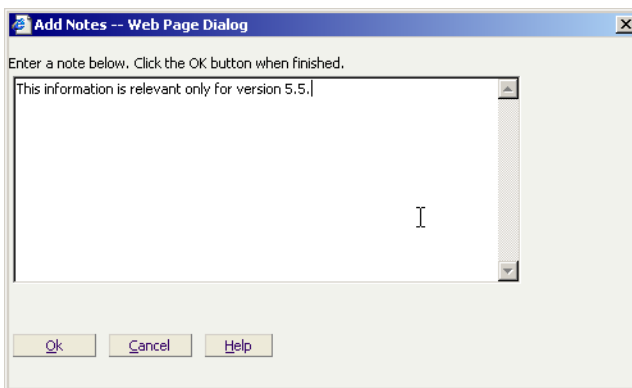 Add Notes -- Web Page Dialog
Enter a note below. Click the OK button when finished.
This information is relevant only for version 5.5.
Ok Cancel Help